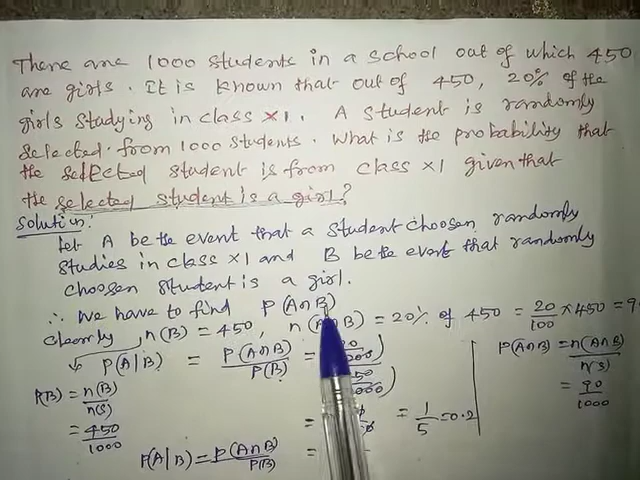 There are 1000 students in a school out of which 450
are girls. It is known that out of 450, 20% of the
girls studying in class XI. A student is randomly
selected from 1000 students. What is the probability that
the selected student is from class XI given that
the selected student is a girl?
Solution:
Let A be the event that a student choosen randomly
studies in class XI and B be the event that randomly
choosen student is a girl.
∴ We have to find P(A∩B)
Clearly n(B) = 450, n(A∩B) = 20% of 450 = 20/100 × 450 = 9
P(A|B) = P(A∩B)/P(B) =
P(B) = n(B)/n(S)
= 450/1000
= 1/5 = 0.2
P(A|B) = P(A∩B)/P(B) =
P(A∩B) = n(A∩B)/n(S)
= 90/1000